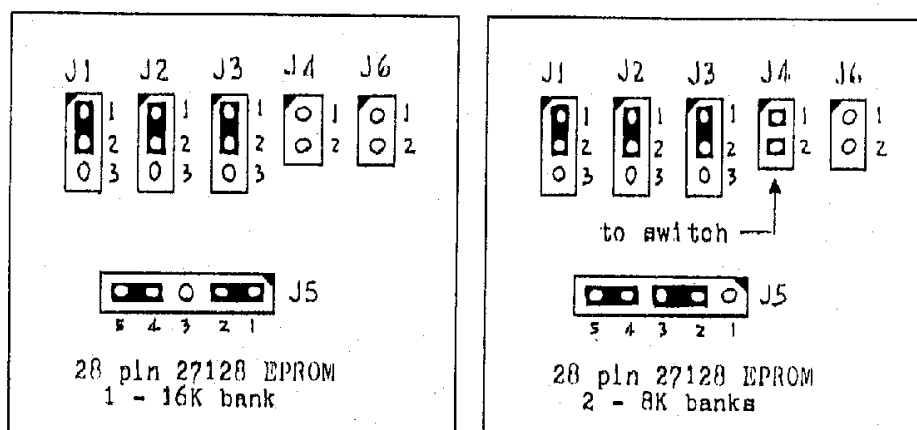 J1 J2 J3 J4 J6
1 1 1 1 1
2 2 2 2 2
3 3 3
J5
5 4 3 2 1
28 pin 27128 EPROM
1 - 16K bank
J1 J2 J3 J4 J6
1 1 1 1 1
2 2 2 2 2
3 3 3
to switch
J5
5 4 3 2 1
28 pin 27128 EPROM
2 - 8K banks